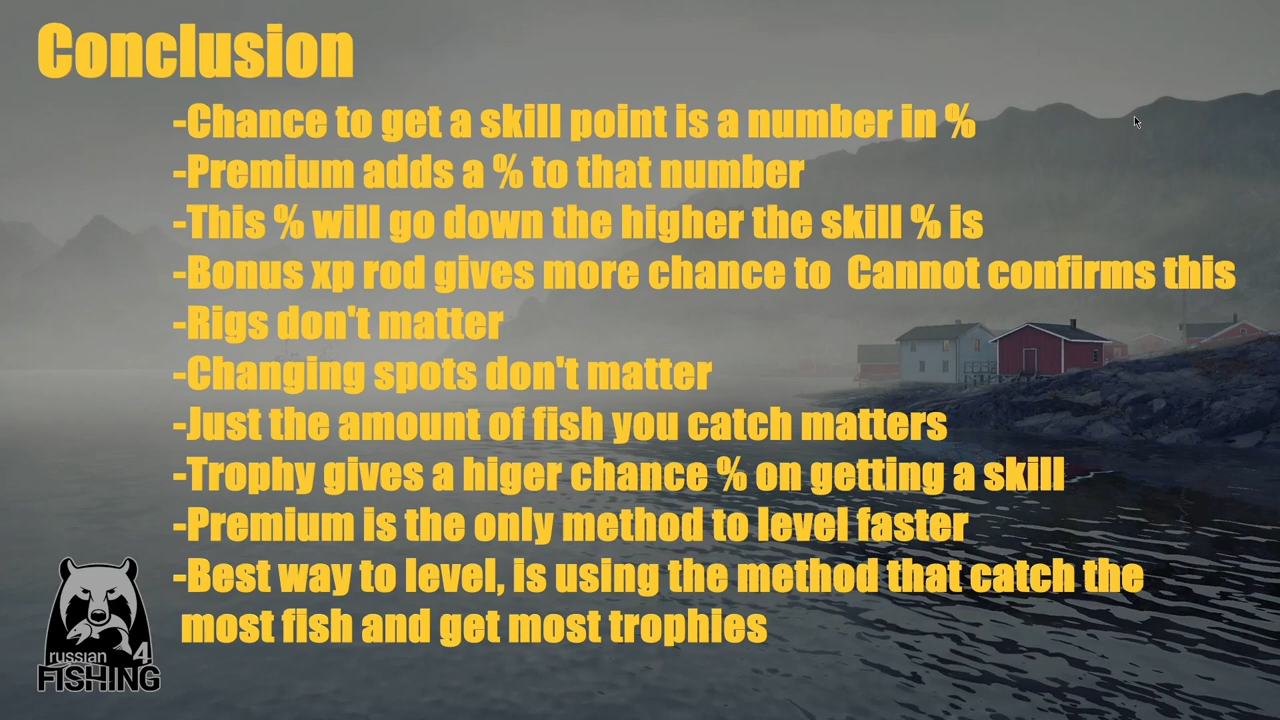 Conclusion
-Chance to get a skill point is a number in %
-Premium adds a % to that number
-This % will go down the higher the skill % is
-Bonus xp rod gives more chance to  Cannot confirms this
-Rigs don't matter
-Changing spots don't matter
-Just the amount of fish you catch matters
-Trophy gives a higer chance % on getting a skill
-Premium is the only method to level faster
-Best way to level, is using the method that catch the
most fish and get most trophies
russian 4
FISHING